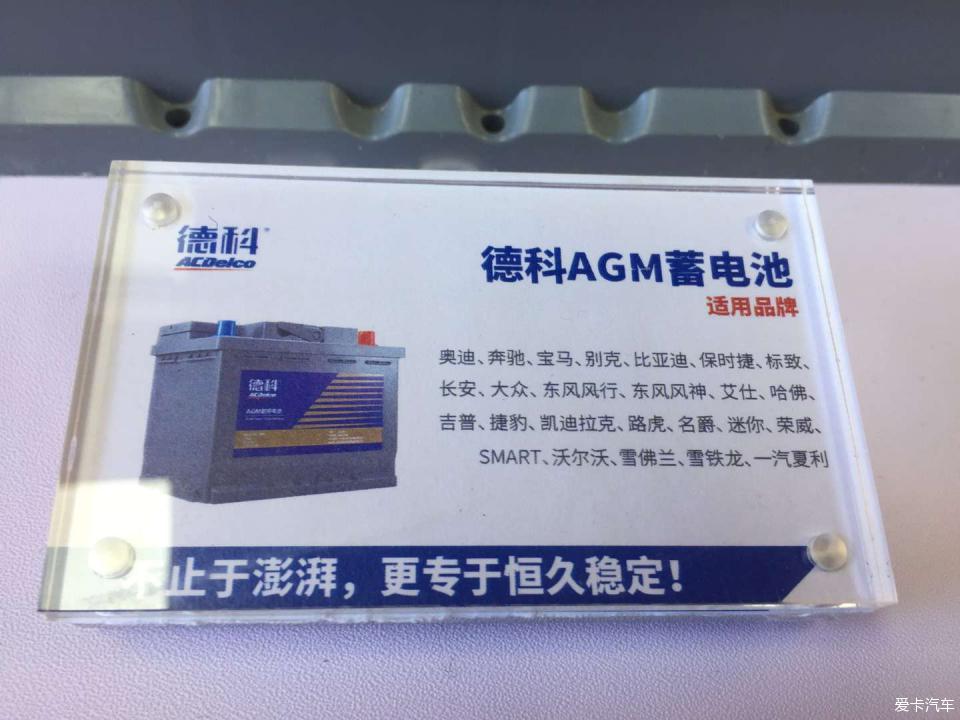 德科®
ACDelco
德科AGM蓄电池
适用品牌
奥迪、奔驰、宝马、别克、比亚迪、保时捷、标致、
长安、大众、东风风行、东风风神、艾仕、哈佛、
吉普、捷豹、凯迪拉克、路虎、名爵、迷你、荣威、
SMART、沃尔沃、雪佛兰、雪铁龙、一汽夏利
德科
ACDelco
不止于澎湃，更专于恒久稳定！
爱卡汽车